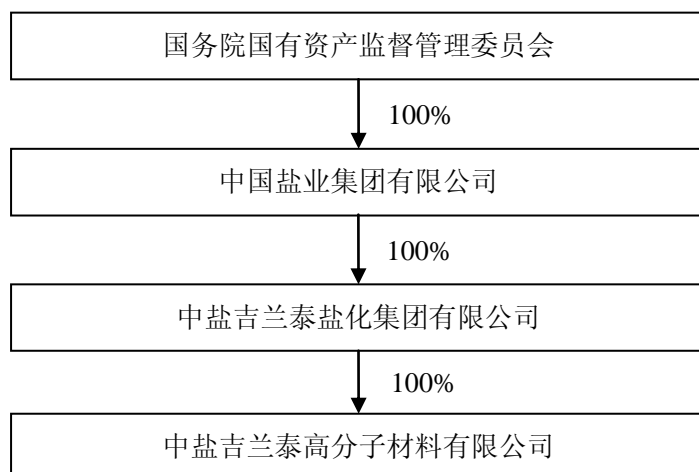 国务院国有资产监督管理委员会
100%
中国盐业集团有限公司
100%
中盐吉兰泰盐化集团有限公司
100%
中盐吉兰泰高分子材料有限公司